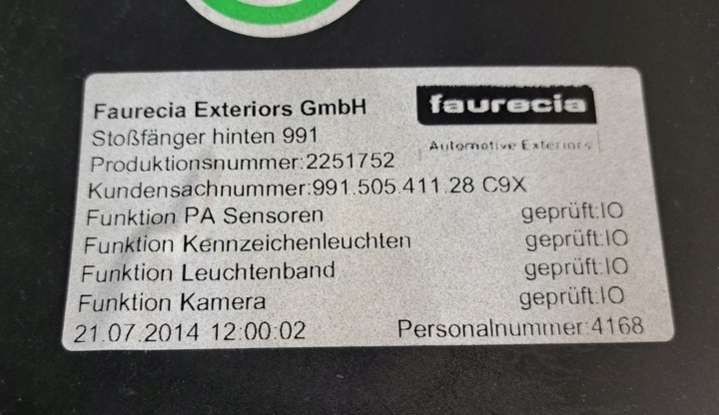 Faurecia Exteriors GmbH
faurecia
Automotive Exteriors
Stoßfänger hinten 991
Produktionsnummer:2251752
Kundensachnummer:991.505.411.28 C9X
Funktion PA Sensoren geprüft:IO
Funktion Kennzeichenleuchten geprüft:IO
Funktion Leuchtenband geprüft:IO
Funktion Kamera geprüft:IO
21.07.2014 12:00:02 Personalnummer:4168